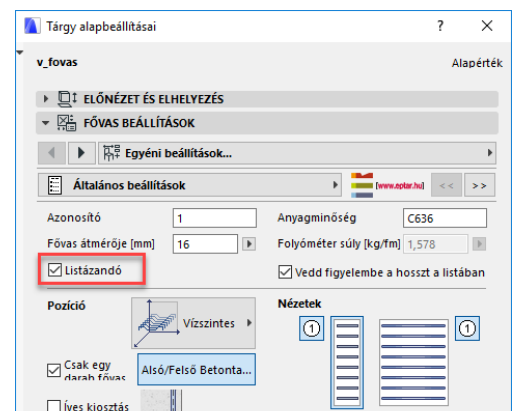 Tárgy alapbeállításai ? ×
v_fovas Alapérték
ELŐNÉZET ÉS ELHELYEZÉS
FŐVAS BEÁLLÍTÁSOK
Egyéni beállítások...
Általános beállítások [www.eptar.hu] << >>
Azonosító 1 Anyagminőség C636
Fővas átmérője [mm] 16 Folyóméter súly [kg/fm] 1,578
Listázandó Vedd figyelembe a hosszt a listában
Pozíció Vízszintes Nézetek
1 1
Csak egy darab fővas Alsó/Felső Betonta...
Íves kiosztás